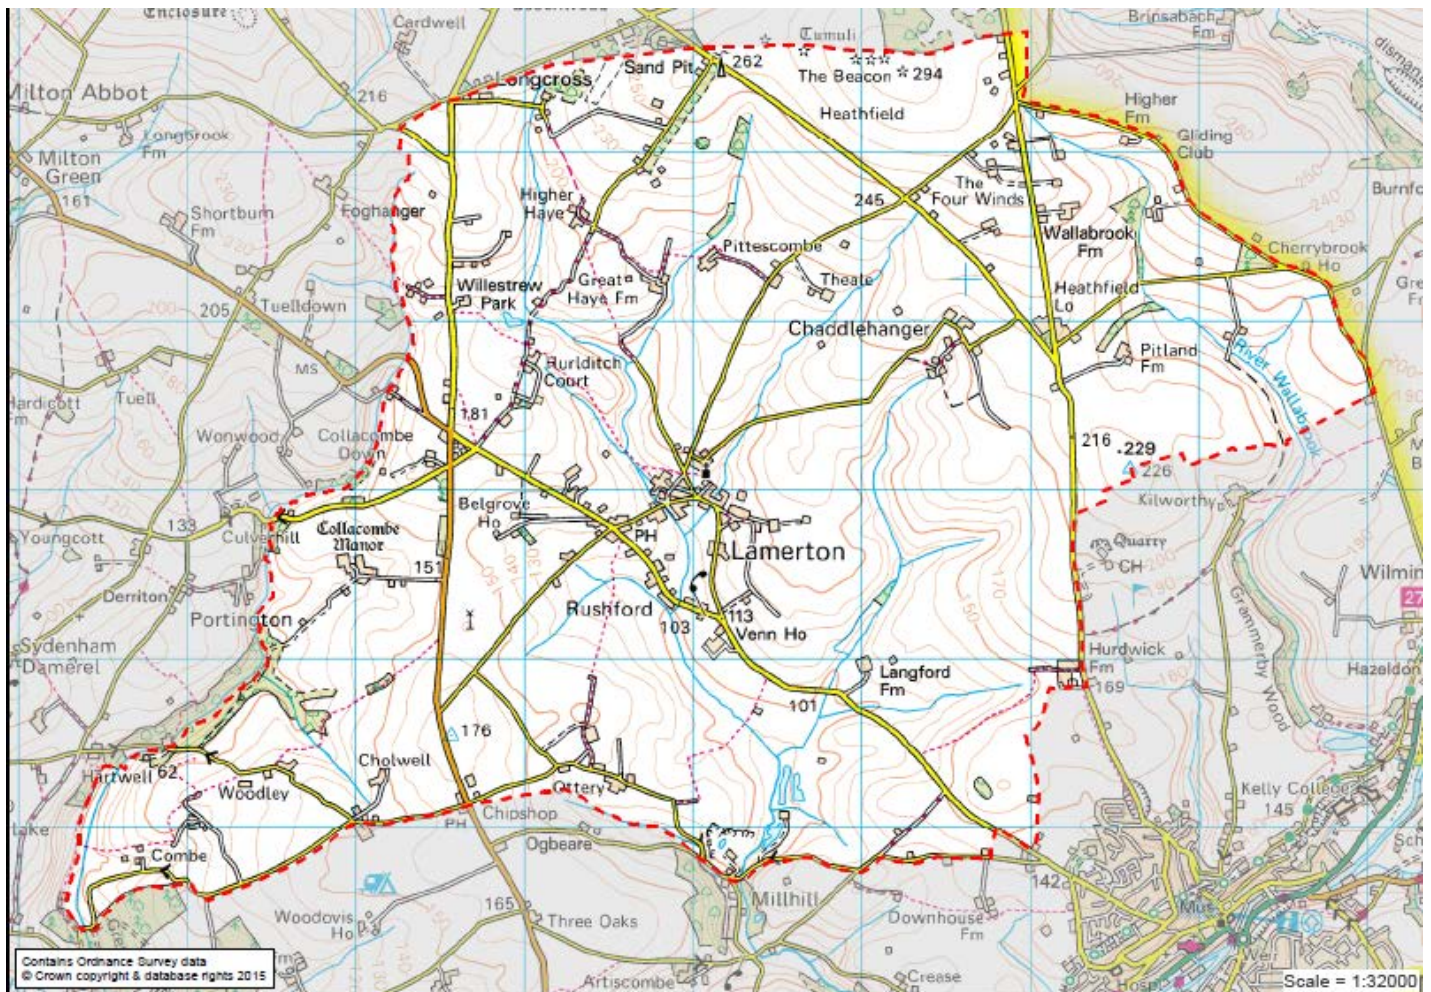 Enclosure
Cardwell
Tumuli
Brinsabach
Fm
Sand Pit
262
The Beacon
294
Longcross
Heathfield
Higher
Fm
Gliding
Club
Milton Abbot
216
Longbrook
Fm
Milton
Green
161
Shortburn
Fm
Foghanger
Higher
Haye
245
The
Four Winds
Wallabrook
Fm
Cherrybrook
Ho
Pittescombe
Theale
Great
Haye Fm
Willestrew
Park
Heathfield
Lo
205
Tuelldown
Chaddlehanger
Pitland
Fm
River Wallabrook
MS
Hurlditch
Court
Tuell
Wonwood
Collacombe
Down
181
216
229
226
Kilworthy
133
Youngcott
Culverhill
Collacombe
Manor
151
Belgrove
Ho
PH
Lamerton
Quarry
CH
Derriton
Portington
Rushford
103
113
Venn Ho
Sydenham
Damerel
Langford
Fm
101
Hurdwick
Fm
169
Grammerby Wood
Hazeldon
176
Cholwell
Hartwell
62
Woodley
Ottery
Chipshop
PH
Ogbeare
Kelly College
145
Combe
Millhill
142
Woodovis
Ho
165
Three Oaks
Downhouse
Fm
Mus
Weir
Artiscombe
Crease
Contains Ordnance Survey data
© Crown copyright & database rights 2015
Scale = 1:32000